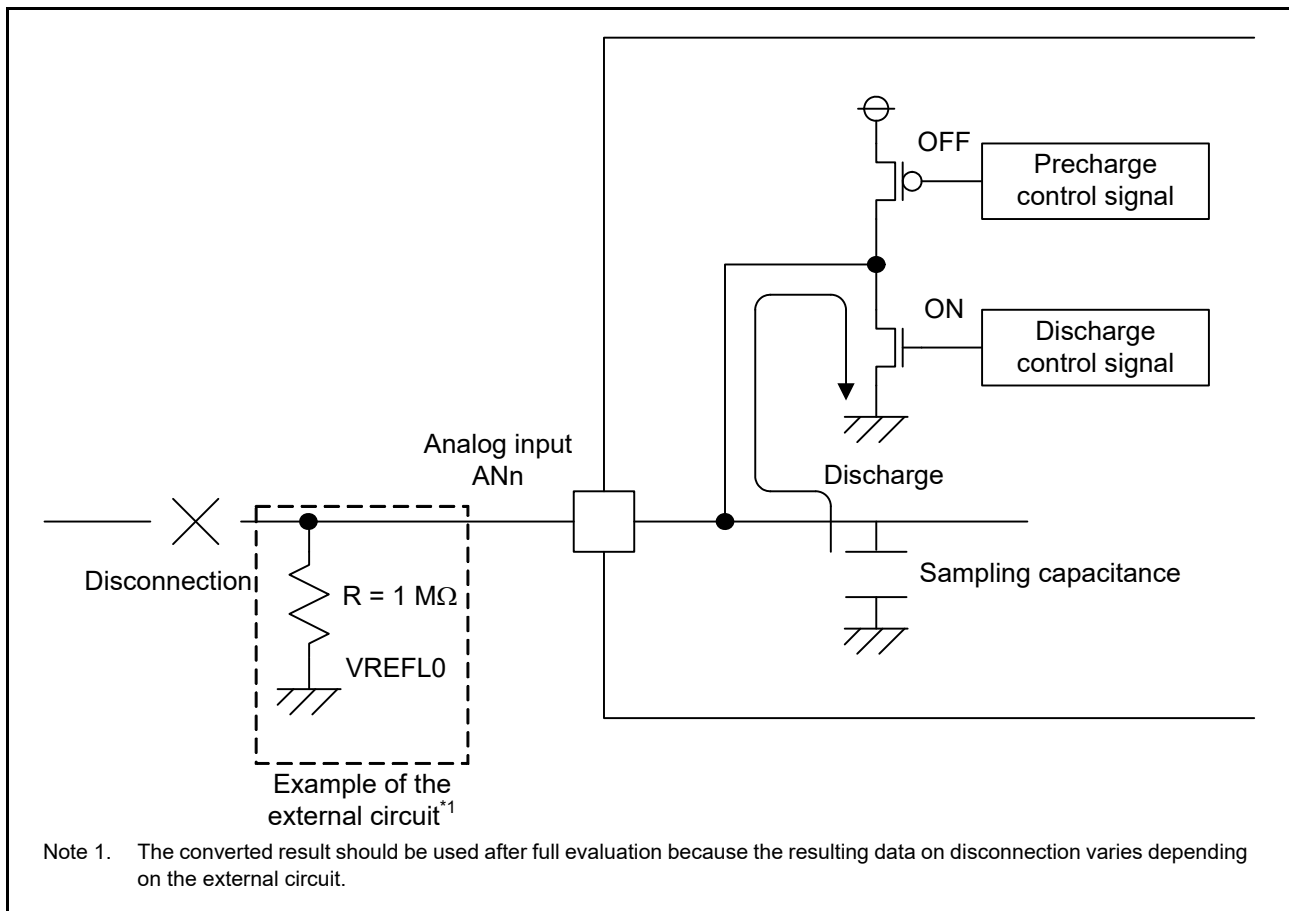 OFF
Precharge
control signal
ON
Discharge
control signal
Analog input
ANn
Discharge
Disconnection
R = 1 MΩ
Sampling capacitance
VREFL0
Example of the
external circuit*1
Note 1. The converted result should be used after full evaluation because the resulting data on disconnection varies depending
on the external circuit.